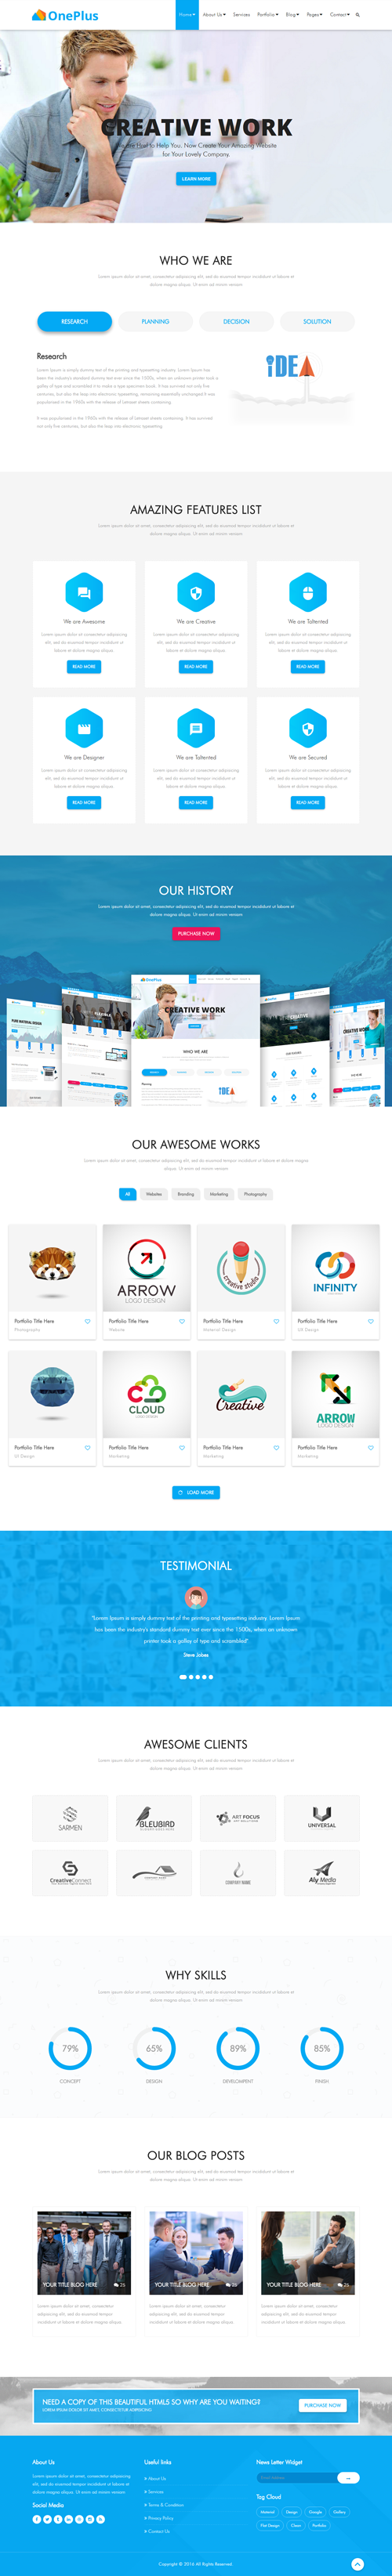 OnePlus
Home About Us Services Portfolio Blog Pages Contact
CREATIVE WORK
We are Here to Help You, Now Create Your Amazing Website
for Your Lovely Company.
LEARN MORE
WHO WE ARE
Lorem ipsum dolor sit amet, consectetur adipisicing elit, sed do eiusmod tempor incididunt ut labore et
dolore magna aliqua. Ut enim ad minim veniam
RESEARCH PLANNING DECISION SOLUTION
Research
Lorem Ipsum is simply dummy text of the printing and typesetting industry. Lorem Ipsum has
been the industry's standard dummy text ever since the 1500s, when an unknown printer took a
galley of type and scrambled it to make a type specimen book. It has survived not only five
centuries, but also the leap into electronic typesetting, remaining essentially unchanged It was
popularised in the 1960s with the release of Letraset sheets containing.
It was popularised in the 1960s with the release of Letraset sheets containing. It has survived
not only five centuries, but also the leap into electronic typesetting
iDEA
AMAZING FEATURES LIST
Lorem ipsum dolor sit amet, consectetur adipisicing elit, sed do eiusmod tempor incididunt ut labore et
dolore magna aliqua. Ut enim ad minim veniam
We are Awesome
Lorem ipsum dolor sit amet, consectetur adipisicing
elit, sed do eiusmod tempor incididunt ut
labore et dolore magna aliqua
READ MORE
We are Creative
Lorem ipsum dolor sit amet, consectetur adipisicing
elit, sed do eiusmod tempor incididunt ut
labore et dolore magna aliqua
READ MORE
We are Taltented
Lorem ipsum dolor sit amet, consectetur adipisicing
elit, sed do eiusmod tempor incididunt ut
labore et dolore magna aliqua
READ MORE
We are Designer
Lorem ipsum dolor sit amet, consectetur adipisicing
elit, sed do eiusmod tempor incididunt ut
labore et dolore magna aliqua
READ MORE
We are Taltented
Lorem ipsum dolor sit amet, consectetur adipisicing
elit, sed do eiusmod tempor incididunt ut
labore et dolore magna aliqua
READ MORE
We are Secured
Lorem ipsum dolor sit amet, consectetur adipisicing
elit, sed do eiusmod tempor incididunt ut
labore et dolore magna aliqua
READ MORE
OUR HISTORY
Lorem ipsum dolor sit amet, consectetur adipisicing elit, sed do eiusmod tempor incididunt ut labore et
dolore magna aliqua. Ut enim ad minim veniam
PURCHASE NOW
OnePlus
CREATIVE WORK
WHO WE ARE
iDEA
OUR AWESOME WORKS
Lorem ipsum dolor sit amet, consectetur adipisicing elit, sed do eiusmod tempor incididunt ut labore et dolore magna
aliqua. Ut enim ad minim veniam
All Websites Branding Marketing Photography
ARROW
LOGO DESIGN
creative studio
INFINITY
Portfolio Title Here
Photography
Portfolio Title Here
Website
Portfolio Title Here
Material Design
Portfolio Title Here
UX Design
CLOUD
LOGO DESIGN
Creative
ARROW
LOGO DESIGN
Portfolio Title Here
UI Design
Portfolio Title Here
Marketing
Portfolio Title Here
Marketing
Portfolio Title Here
Marketing
LOAD MORE
TESTIMONIAL
"Lorem Ipsum is simply dummy text of the printing and typesetting industry. Lorem Ipsum
has been the industry's standard dummy text ever since the 1500s, when an unknown
printer took a galley of type and scrambled"
Steve Jobes
AWESOME CLIENTS
Lorem ipsum dolor sit amet, consectetur adipisicing elit, sed do eiusmod tempor incididunt ut labore et
dolore magna aliqua. Ut enim ad minim veniam
SARMEN
BLEUBIRD
ART FOCUS
UNIVERSAL
CreativeConnect
COMPANY NAME
Aly Media
WHY SKILLS
Lorem ipsum dolor sit amet, consectetur adipisicing elit, sed do eiusmod tempor incididunt ut labore et
dolore magna aliqua. Ut enim ad minim veniam
79% 65% 89% 85%
CONCEPT DESIGN DEVELOMPENT FINISH
OUR BLOG POSTS
Lorem ipsum dolor sit amet, consectetur adipisicing elit, sed do eiusmod tempor incididunt ut labore et
dolore magna aliqua. Ut enim ad minim veniam
YOUR TITLE BLOG HERE 25
Lorem ipsum dolor sit amet, consectetur
adipisicing elit, sed do eiusmod tempor
incididunt ut labore et dolore magna aliqua
YOUR TITLE BLOG HERE 25
Lorem ipsum dolor sit amet, consectetur
adipisicing elit, sed do eiusmod tempor
incididunt ut labore et dolore magna aliqua
YOUR TITLE BLOG HERE 25
Lorem ipsum dolor sit amet, consectetur
adipisicing elit, sed do eiusmod tempor
incididunt ut labore et dolore magna aliqua
NEED A COPY OF THIS BEAUTIFUL HTML5 SO WHY ARE YOU WAITING?
LOREM IPSUM DOLOR SIT AMET, CONSECTETUR ADIPISICING
PURCHASE NOW
About Us
Lorem ipsum dolor sit amet, consectetur adipisicing
elit, sed do eiusmod tempor incididunt ut labore et
dolore magna aliqua. Ut enim ad minim veniam
Social Media
Useful links
About Us
Services
Terms & Condition
Privacy Policy
Contact Us
News Letter Widget
Tag Cloud
Material Design Google Gallery
Flat Design Clean Portfolio
Copyright © 2016 All Rights Reserved